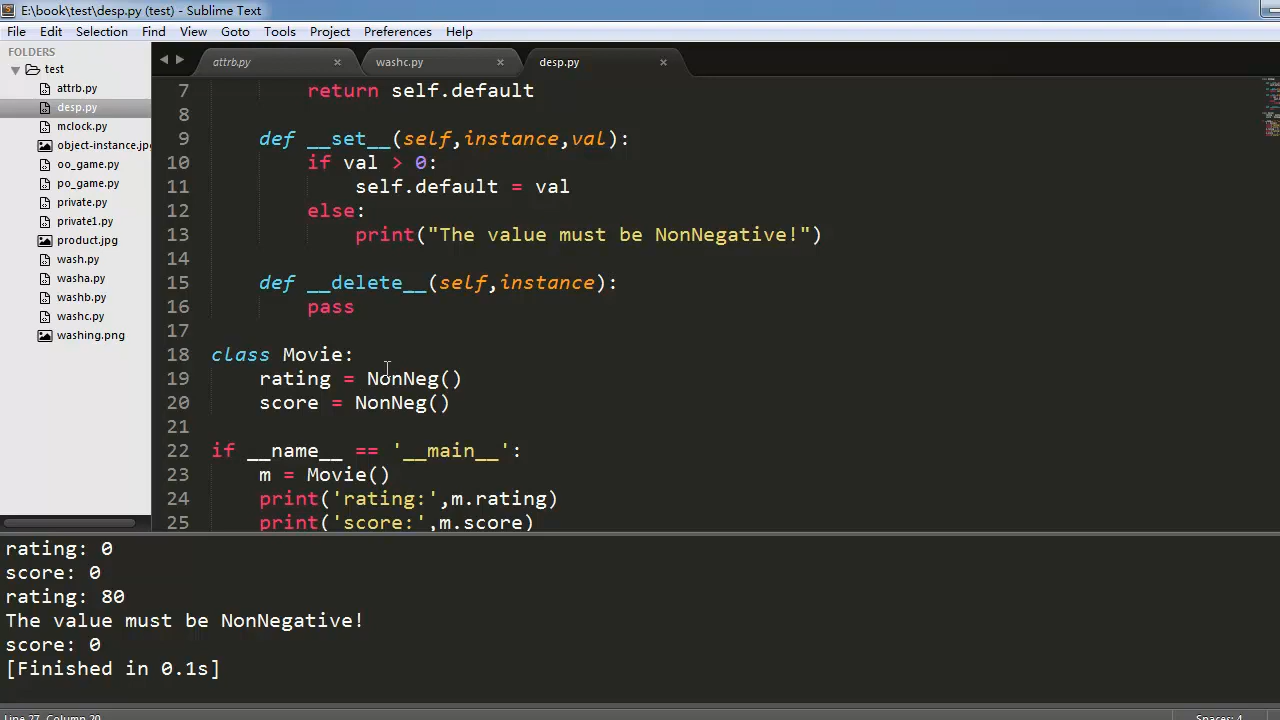 E:\book\test\desp.py (test) - Sublime Text
File Edit Selection Find View Goto Tools Project Preferences Help
FOLDERS
test
attrb.py
desp.py
mclock.py
object-instance.jp
oo_game.py
po_game.py
private.py
private1.py
product.jpg
wash.py
washa.py
washb.py
washc.py
washing.png
attrb.py × washc.py × desp.py ×
7 return self.default
8
9 def __set__(self,instance,val):
10 if val > 0:
11 self.default = val
12 else:
13 print("The value must be NonNegative!")
14
15 def __delete__(self,instance):
16 pass
17
18 class Movie:
19 rating = NonNeg()
20 score = NonNeg()
21
22 if __name__ == '__main__':
23 m = Movie()
24 print('rating:',m.rating)
25 print('score:',m.score)
rating: 0
score: 0
rating: 80
The value must be NonNegative!
score: 0
[Finished in 0.1s]
Line 27, Column 20 Spaces: 4